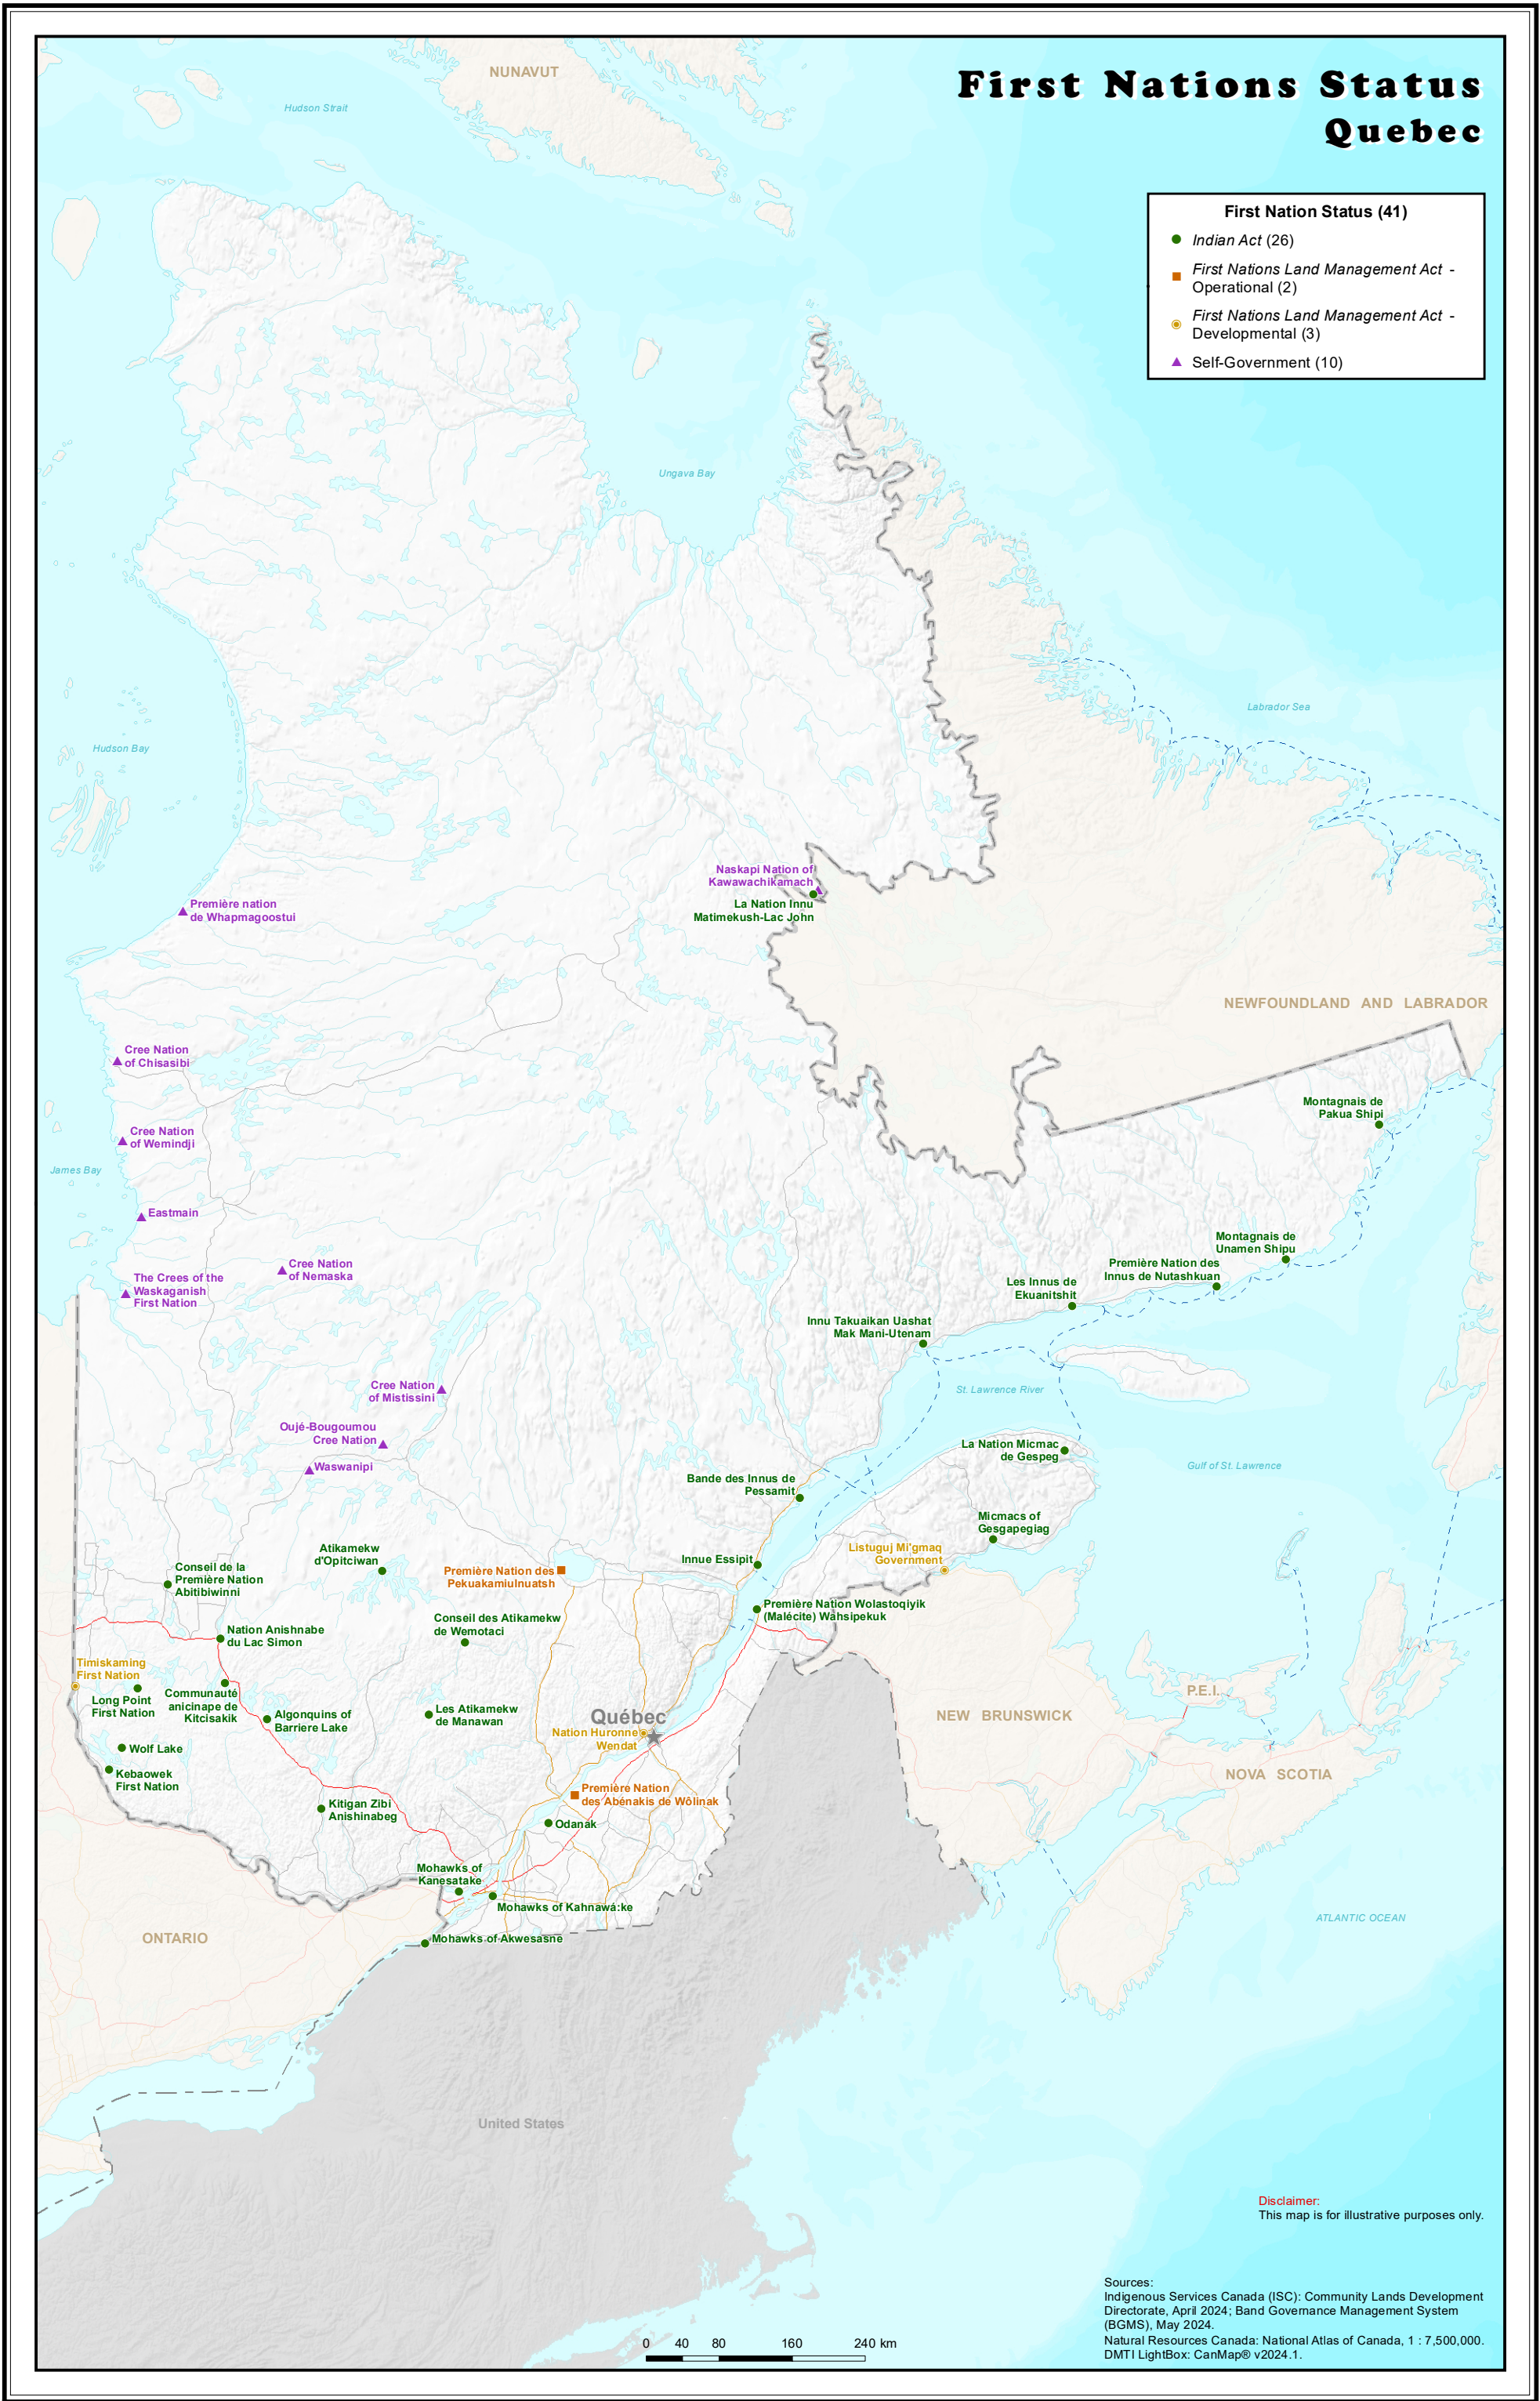 NUNAVUT
Hudson Strait
First Nations Status
Quebec
First Nation Status (41)
Indian Act (26)
First Nations Land Management Act -
Operational (2)
First Nations Land Management Act -
Developmental (3)
Self-Government (10)
Ungava Bay
Labrador Sea
Hudson Bay
Naskapi Nation of
Kawawachikamach
La Nation Innu
Matimekush-Lac John
Première nation
de Whapmagoostui
NEWFOUNDLAND AND LABRADOR
Cree Nation
of Chisasibi
Montagnais de
Pakua Shipi
Cree Nation
of Wemindji
James Bay
Eastmain
Montagnais de
Unamen Shipu
Première Nation des
Innus de Nutashkuan
Cree Nation
of Nemaska
The Crees of the
Waskaganish
First Nation
Les Innus de
Ekuanitshit
Innu Takuaikan Uashat
Mak Mani-Utenam
Cree Nation
of Mistissini
St. Lawrence River
Oujé-Bougoumou
Cree Nation
Waswanipi
La Nation Micmac
de Gespeg
Gulf of St. Lawrence
Bande des Innus de
Pessamit
Micmacs of
Gesgapegiag
Listuguj Mi'gmaq
Government
Innue Essipit
Atikamekw
d'Opitciwan
Conseil de la
Première Nation
Abitibiwinni
Première Nation des
Pekuakamiulnuatsh
Première Nation Wolastoqiyik
(Malécite) Wahsipekuk
Conseil des Atikamekw
de Wemotaci
Nation Anishnabe
du Lac Simon
Timiskaming
First Nation
Long Point
First Nation
Communauté
anicinape de
Kitcisakik
Algonquins of
Barriere Lake
Les Atikamekw
de Manawan
Québec
Nation Huronne
Wendat
P.E.I.
NEW BRUNSWICK
Wolf Lake
Kebaowek
First Nation
NOVA SCOTIA
Première Nation
des Abénakis de Wôlinak
Kitigan Zibi
Anishinabeg
Odanak
Mohawks of
Kanesatake
Mohawks of Kahnawá:ke
ATLANTIC OCEAN
ONTARIO
Mohawks of Akwesasne
United States
Disclaimer:
This map is for illustrative purposes only.
Sources:
Indigenous Services Canada (ISC): Community Lands Development
Directorate, April 2024; Band Governance Management System
(BGMS), May 2024.
Natural Resources Canada: National Atlas of Canada, 1 : 7,500,000.
DMTI LightBox: CanMap® v2024.1.
0 40 80 160 240 km